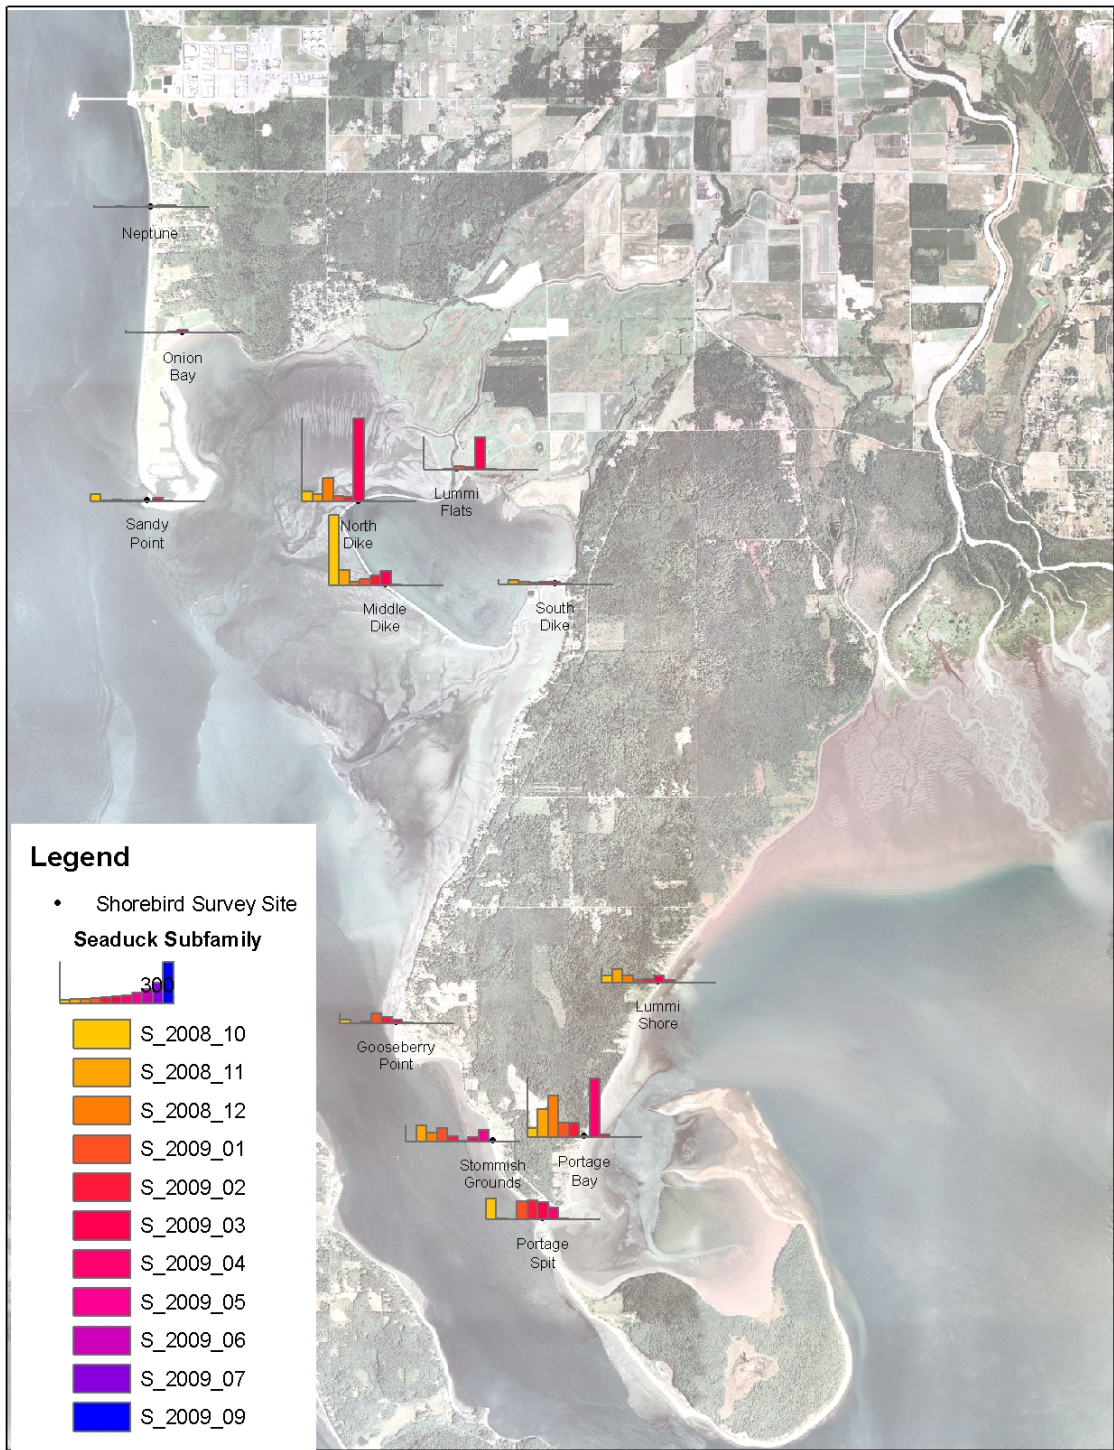 Neptune
Onion
Bay
Sandy
Point
North
Dike
Lummi
Flats
Middle
Dike
South
Dike
Lummi
Shore
Gooseberry
Point
Stommish
Grounds
Portage
Bay
Portage
Spit
Legend
Shorebird Survey Site
Seaduck Subfamily
300
S_2008_10
S_2008_11
S_2008_12
S_2009_01
S_2009_02
S_2009_03
S_2009_04
S_2009_05
S_2009_06
S_2009_07
S_2009_09